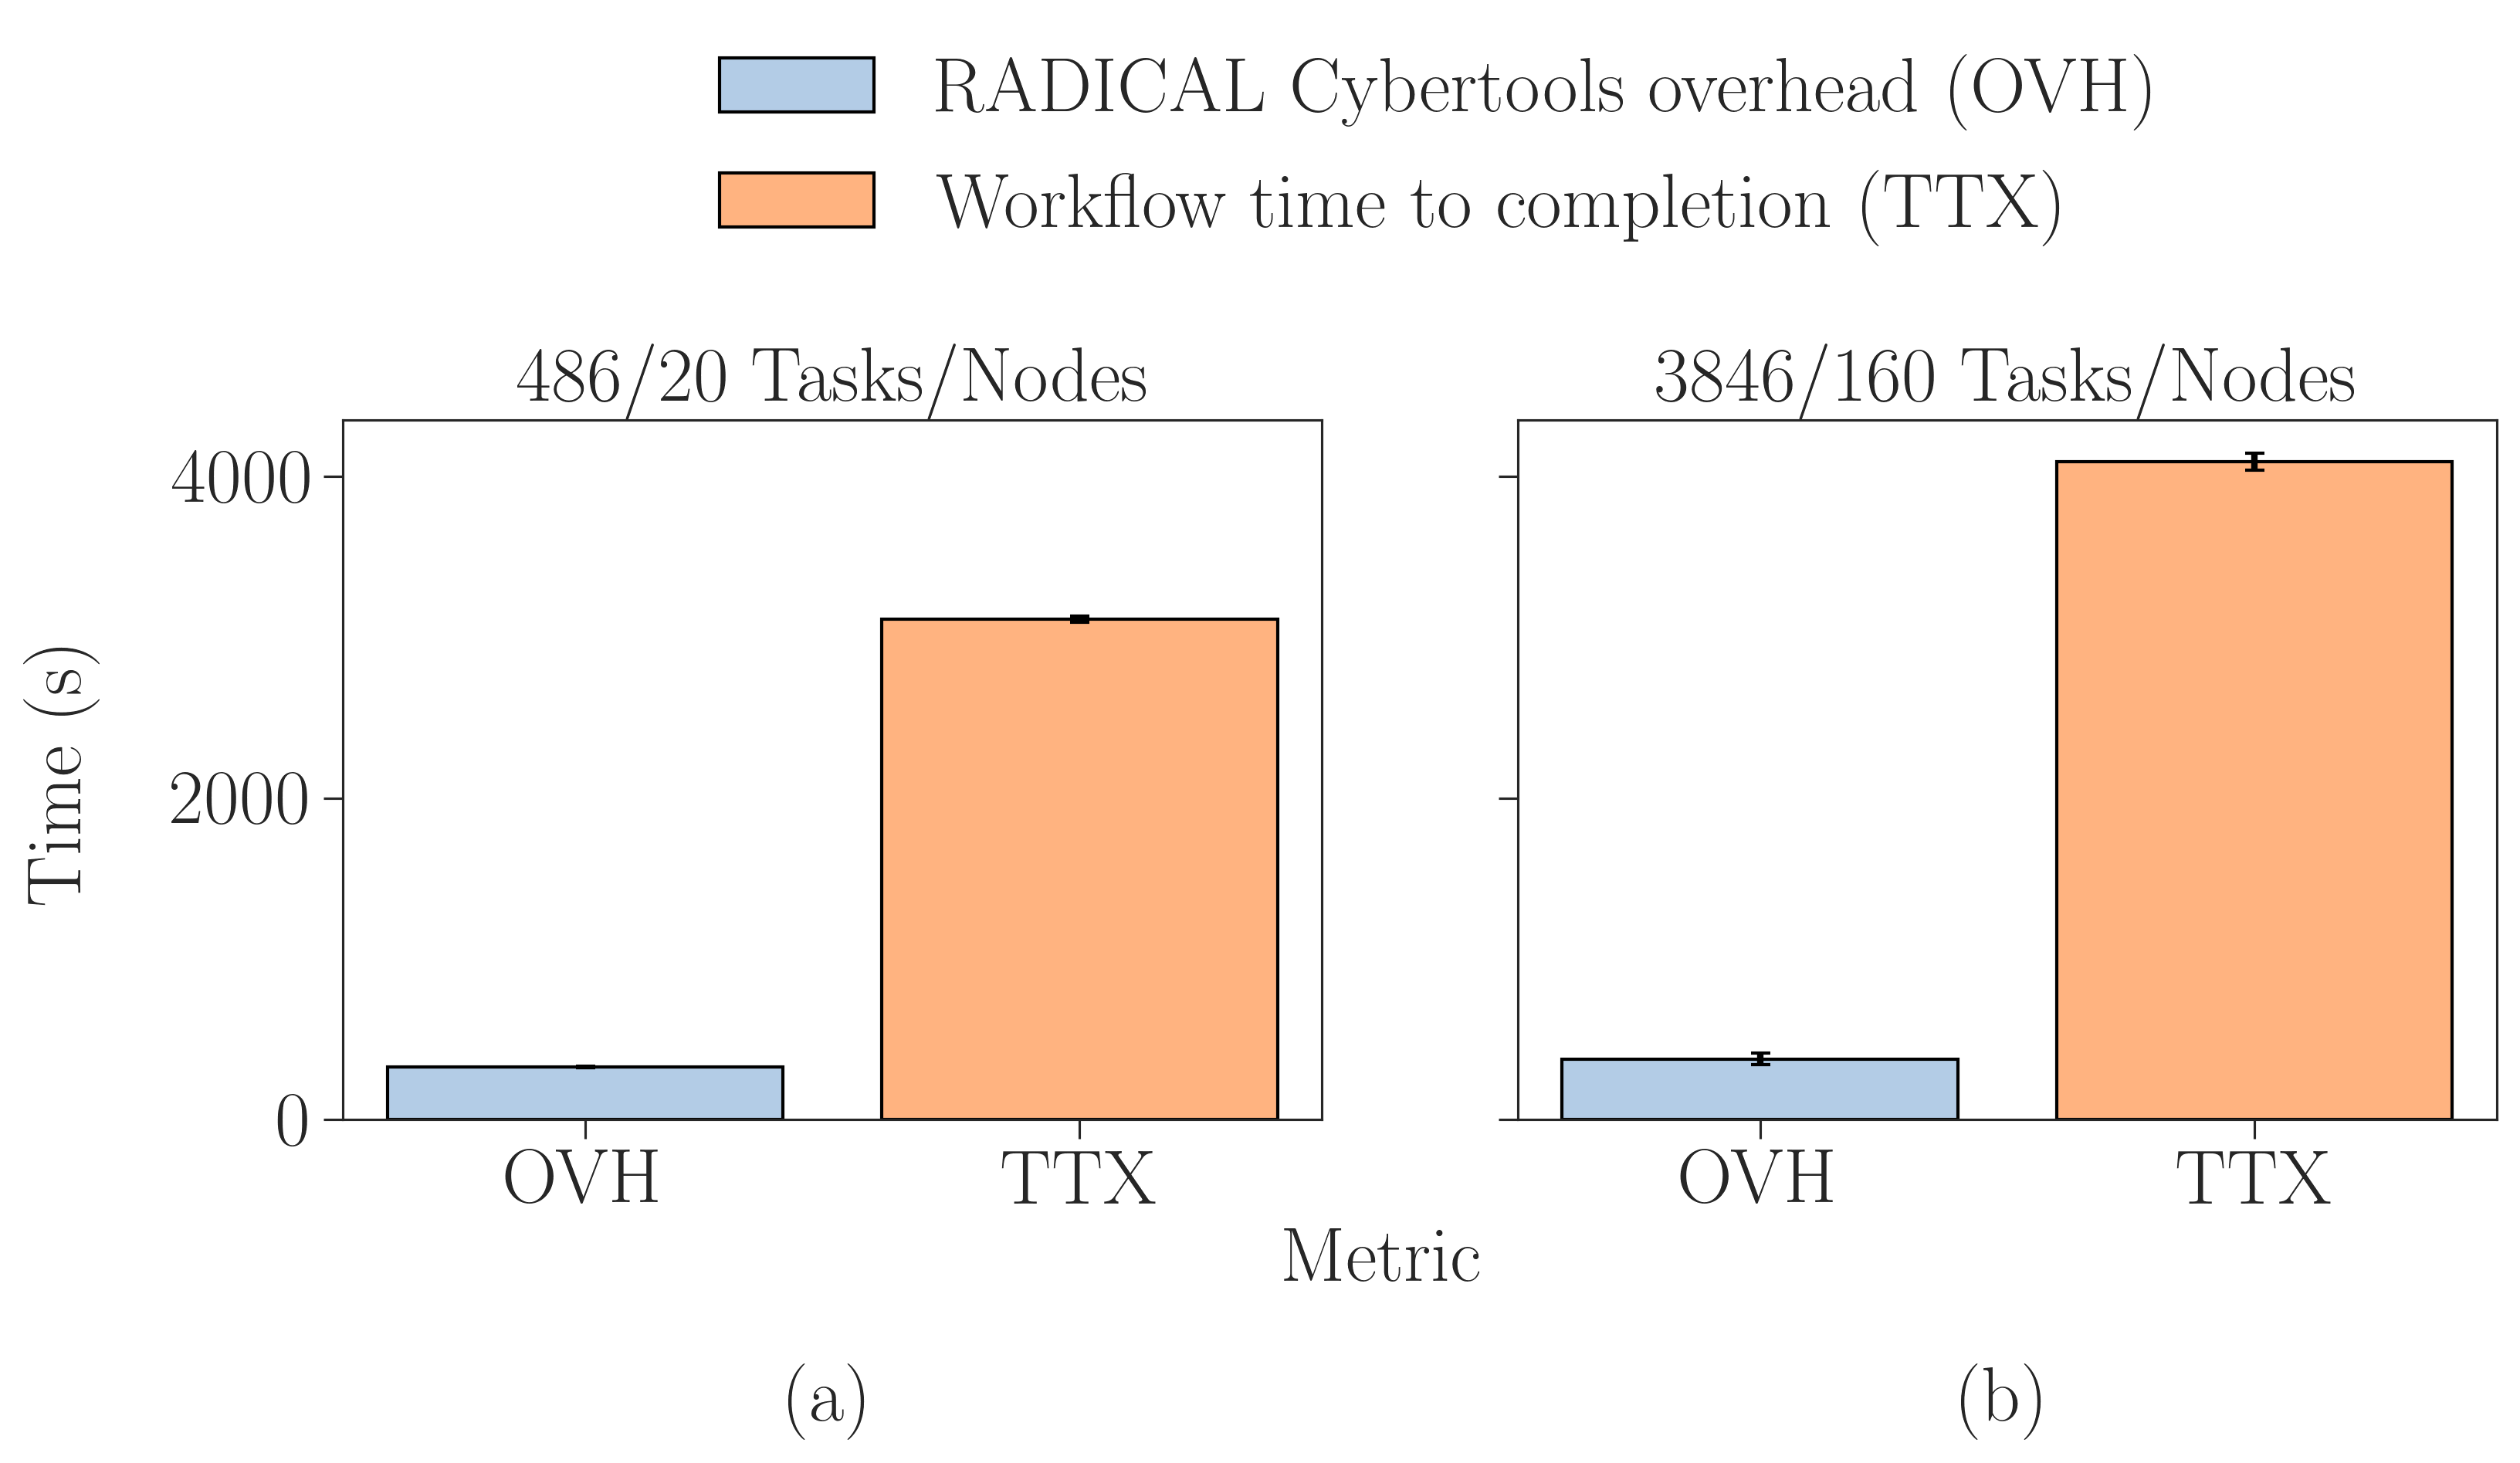 RADICAL Cybertools overhead (OVH)
Workflow time to completion (TTX)
486/20 Tasks/Nodes
3846/160 Tasks/Nodes
Time (s)
4000
2000
0
OVH
TTX
OVH
TTX
Metric
(a)
(b)